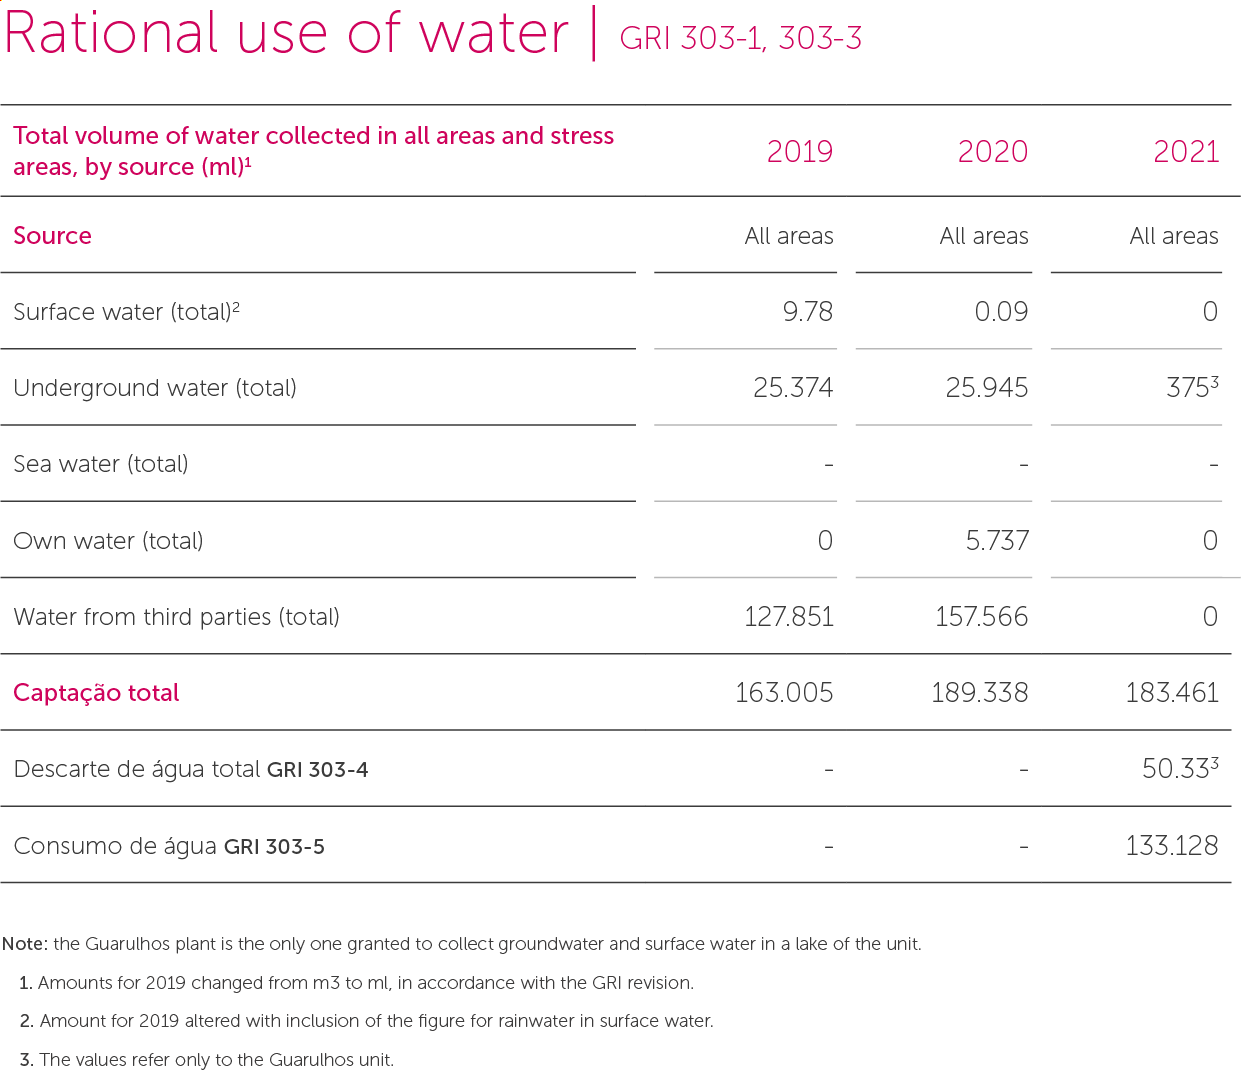 Rational use of water | GRI 303-1, 303-3
Total volume of water collected in all areas and stress
areas, by source (ml)¹ 2019 2020 2021
Source All areas All areas All areas
Surface water (total)² 9.78 0.09 0
Underground water (total) 25.374 25.945 375³
Sea water (total) - - -
Own water (total) 0 5.737 0
Water from third parties (total) 127.851 157.566 0
Captação total 163.005 189.338 183.461
Descarte de água total GRI 303-4 - - 50.33³
Consumo de água GRI 303-5 - - 133.128
Note: the Guarulhos plant is the only one granted to collect groundwater and surface water in a lake of the unit.
1. Amounts for 2019 changed from m3 to ml, in accordance with the GRI revision.
2. Amount for 2019 altered with inclusion of the figure for rainwater in surface water.
3. The values refer only to the Guarulhos unit.